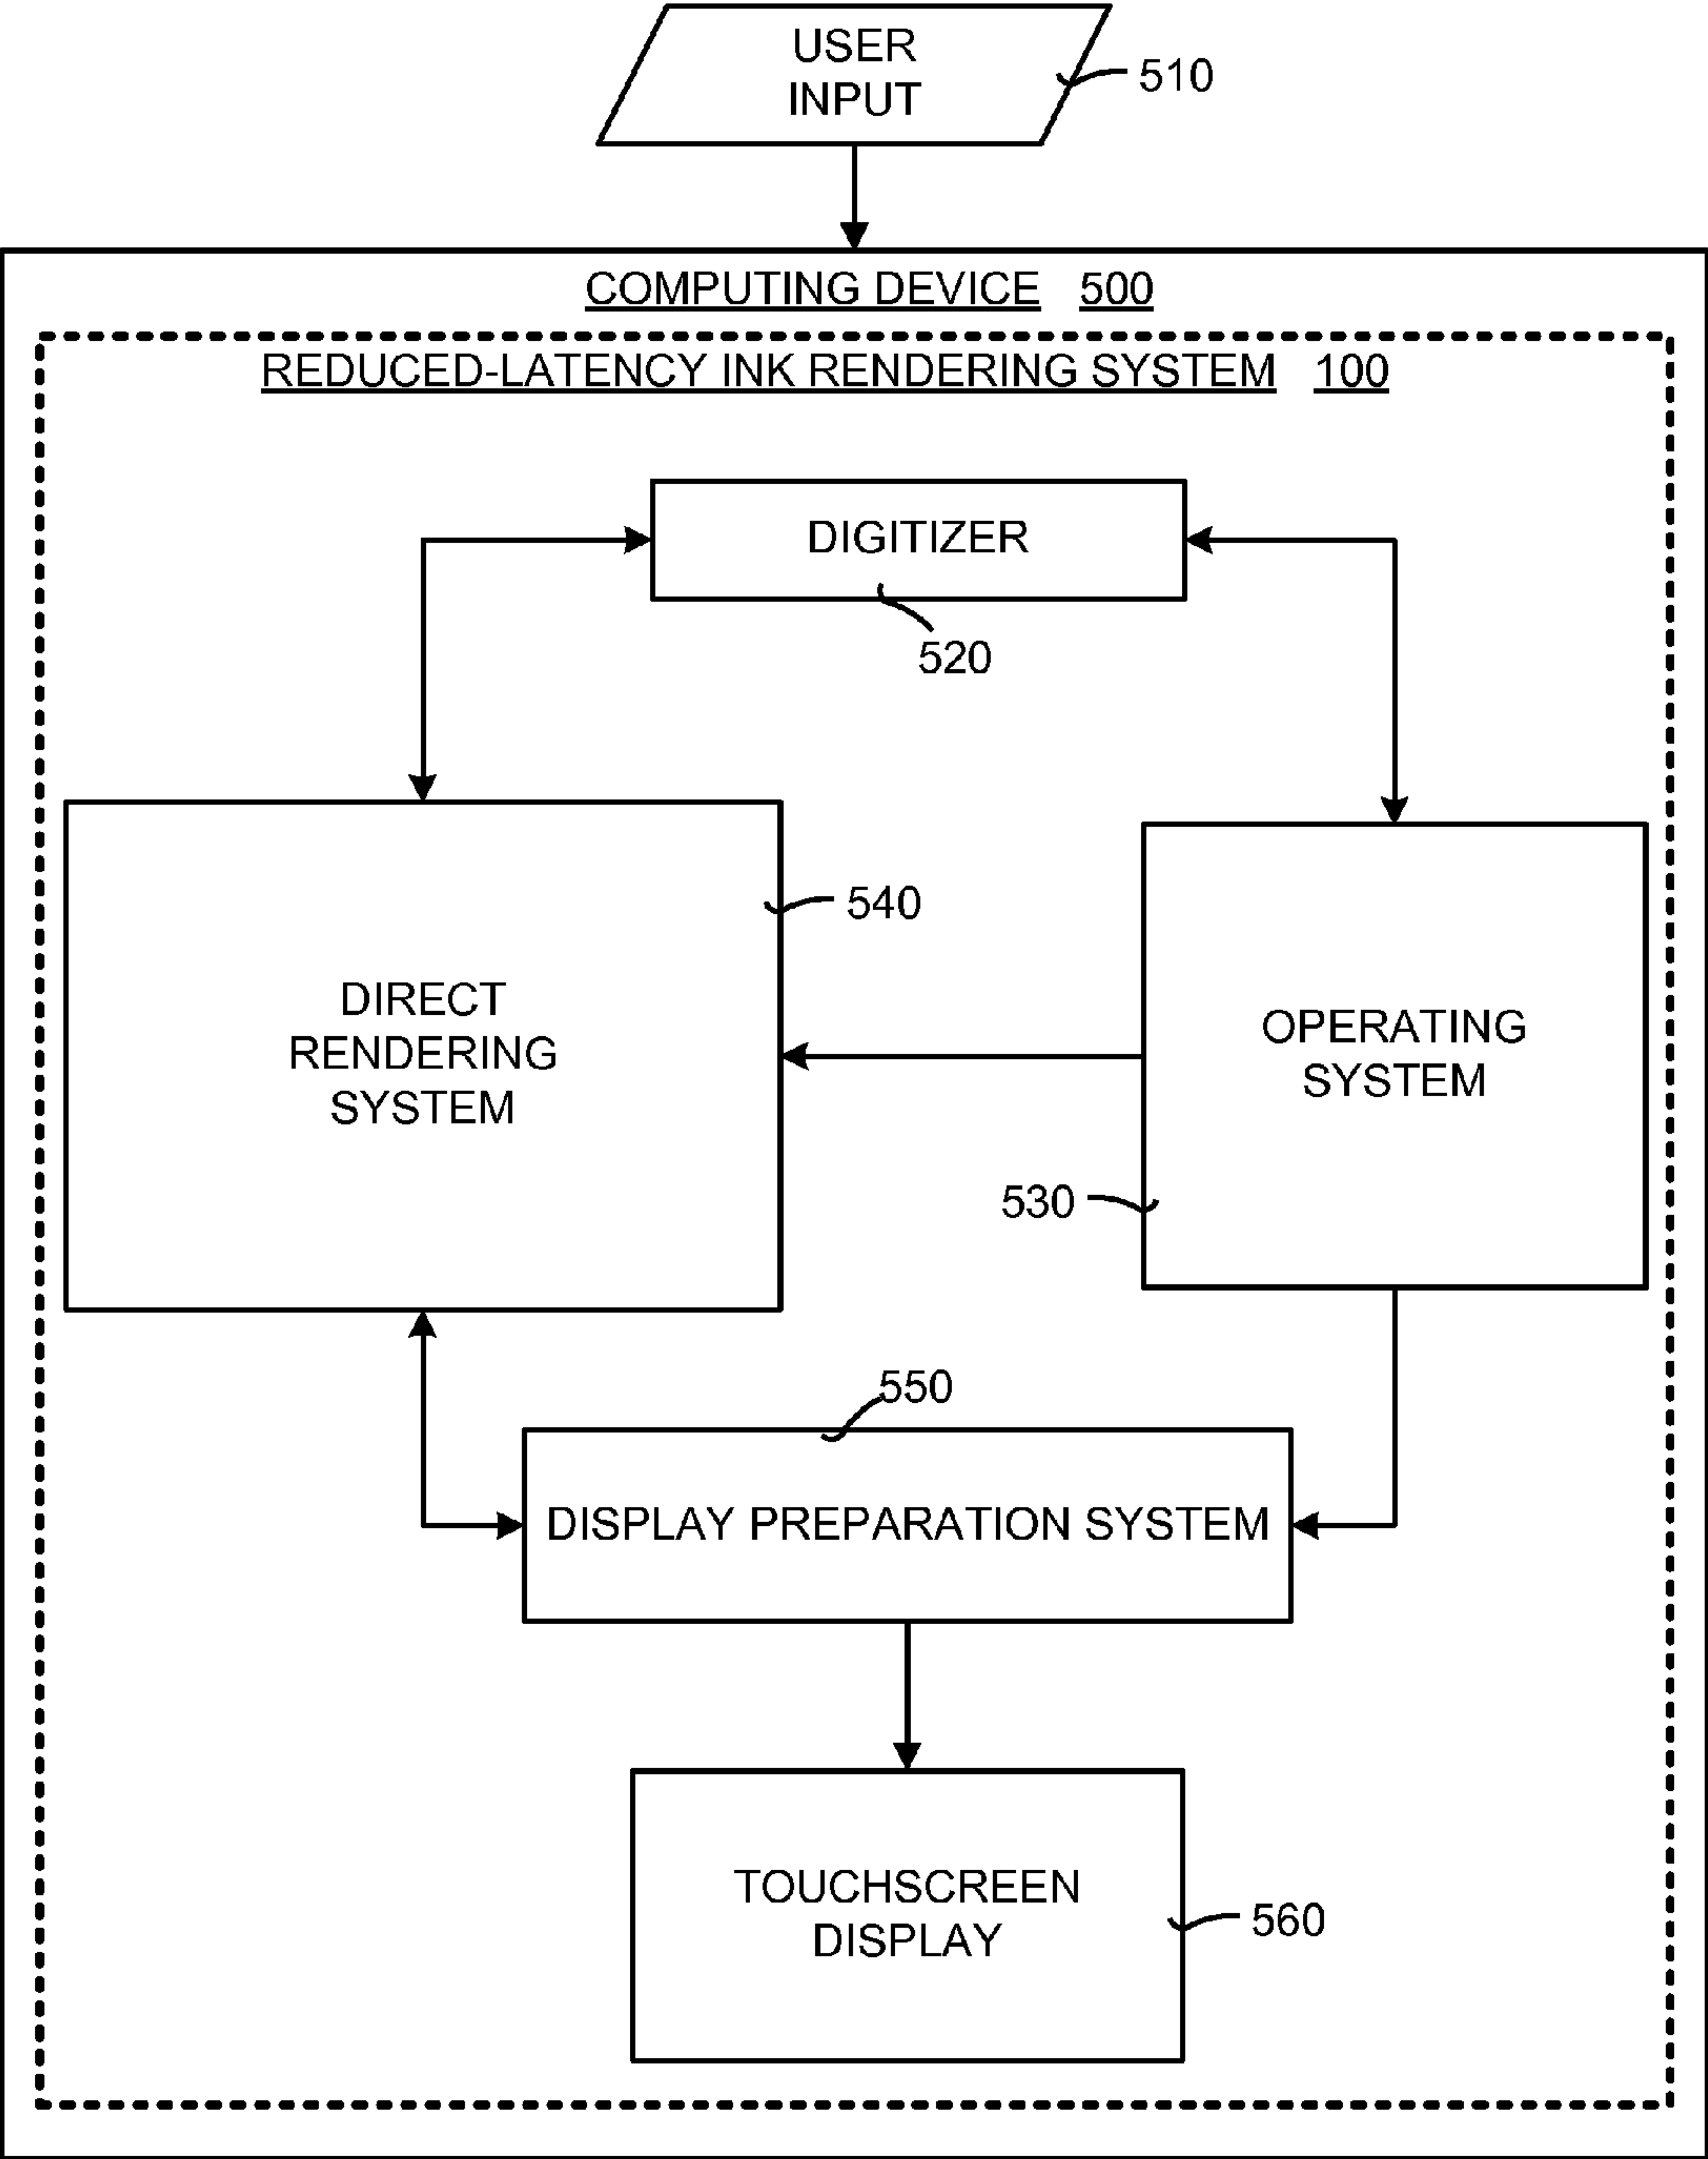 USER
INPUT
510
COMPUTING DEVICE 500
REDUCED-LATENCY INK RENDERING SYSTEM 100
DIGITIZER
520
540
DIRECT
RENDERING
SYSTEM
OPERATING
SYSTEM
530
550
DISPLAY PREPARATION SYSTEM
TOUCHSCREEN
DISPLAY
560